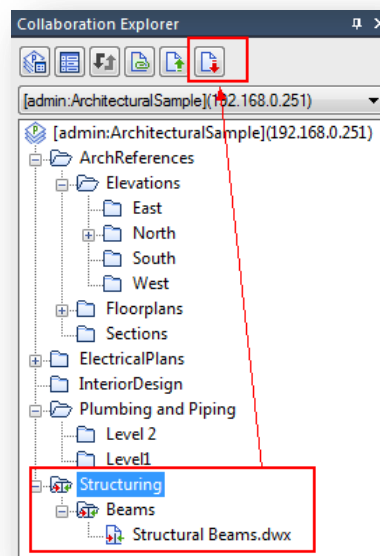 Collaboration Explorer
[admin:ArchitecturalSample](192.168.0.251)
[admin:ArchitecturalSample](192.168.0.251)
ArchReferences
Elevations
East
North
South
West
Floorplans
Sections
ElectricalPlans
InteriorDesign
Plumbing and Piping
Level 2
Level1
Structuring
Beams
Structural Beams.dwx